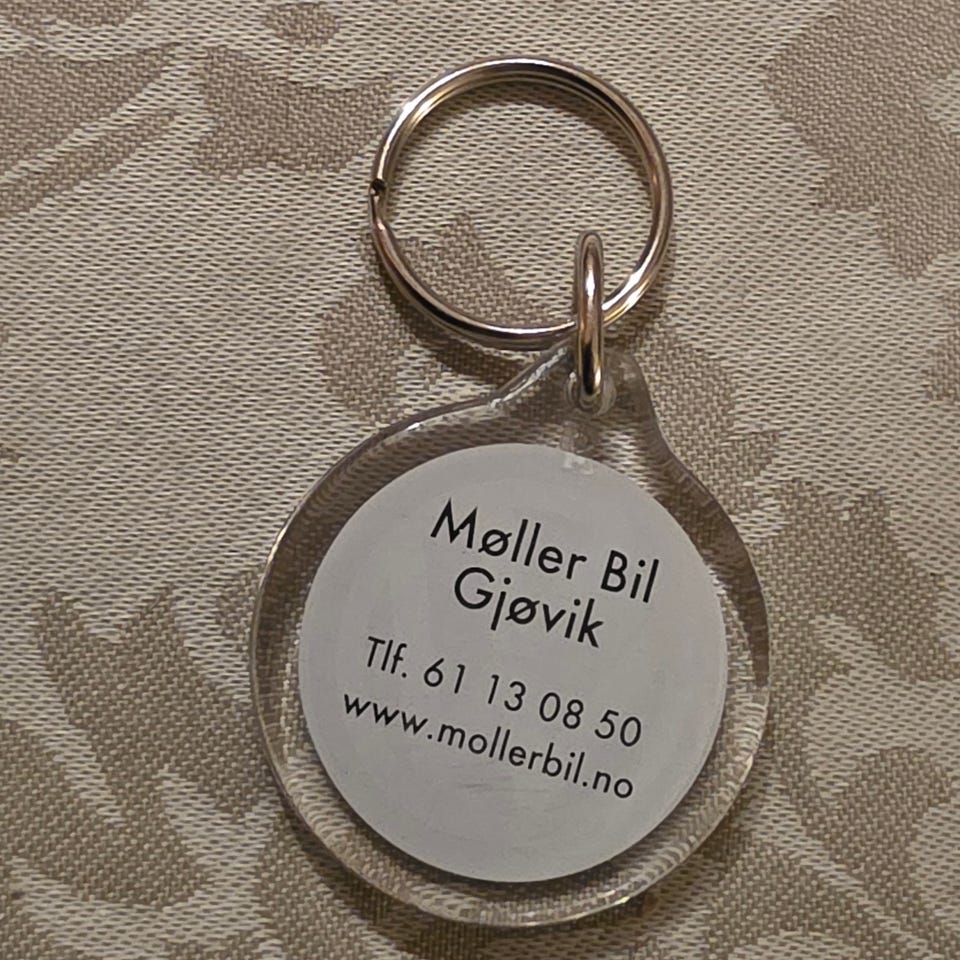 Møller Bil
Gjøvik
Tlf. 61 13 08 50
www.mollerbil.no